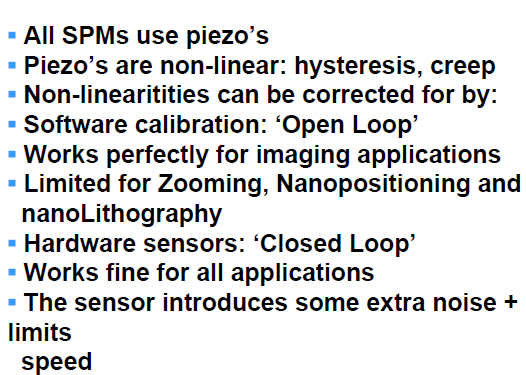 ▪ All SPMs use piezo’s
▪ Piezo’s are non-linear: hysteresis, creep
▪ Non-linearitities can be corrected for by:
▪ Software calibration: ‘Open Loop’
▪ Works perfectly for imaging applications
▪ Limited for Zooming, Nanopositioning and
nanoLithography
▪ Hardware sensors: ‘Closed Loop’
▪ Works fine for all applications
▪ The sensor introduces some extra noise +
limits
speed